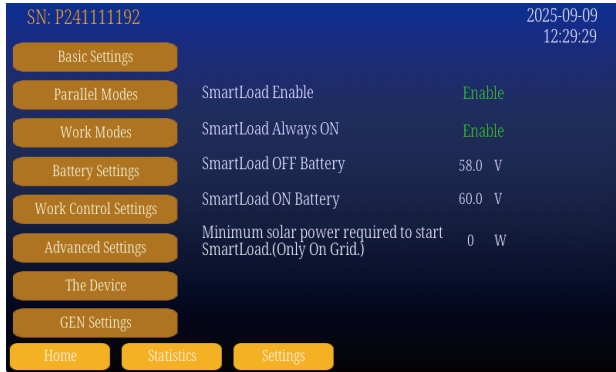 SN: P241111192
2025-09-09
12:29:29
Basic Settings
Parallel Modes
Work Modes
Battery Settings
Work Control Settings
Advanced Settings
The Device
GEN Settings
SmartLoad Enable Enable
SmartLoad Always ON Enable
SmartLoad OFF Battery 58.0 V
SmartLoad ON Battery 60.0 V
Minimum solar power required to start
SmartLoad.(Only On Grid.) 0 W
Home Statistics Settings